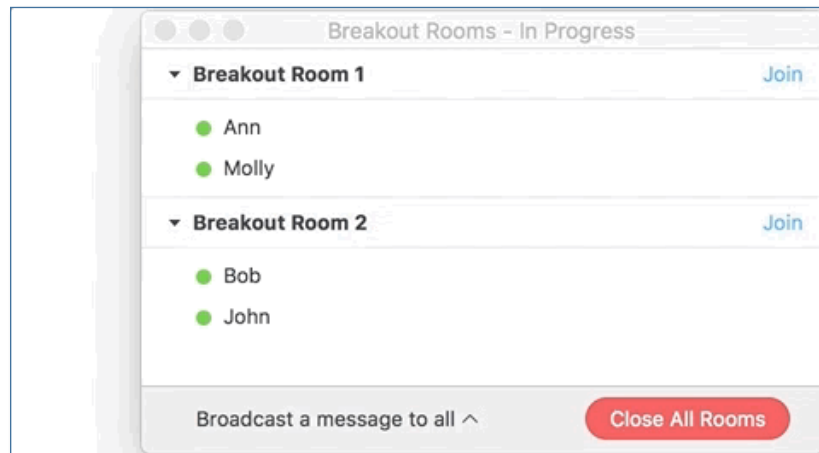 Breakout Rooms - In Progress
Breakout Room 1 Join
Ann
Molly
Breakout Room 2 Join
Bob
John
Broadcast a message to all Close All Rooms